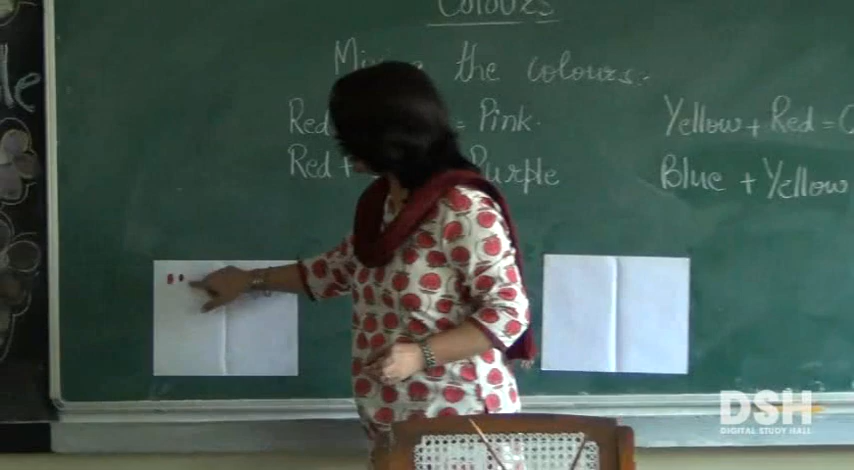 Colours
the colours.
Red = Pink.
Red + Purple
Yellow + Red =
Blue + Yellow
DSH
DIGITAL STUDY HALL